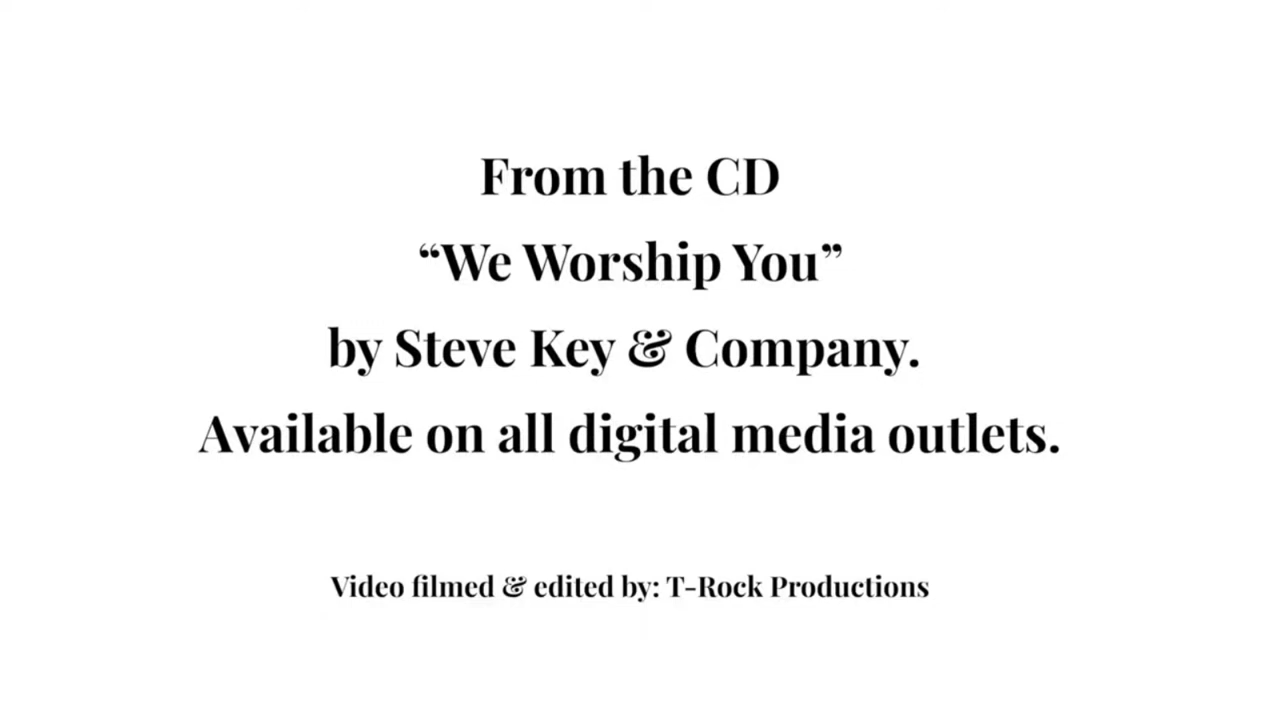 From the CD
“We Worship You”
by Steve Key & Company.
Available on all digital media outlets.
Video filmed & edited by: T-Rock Productions